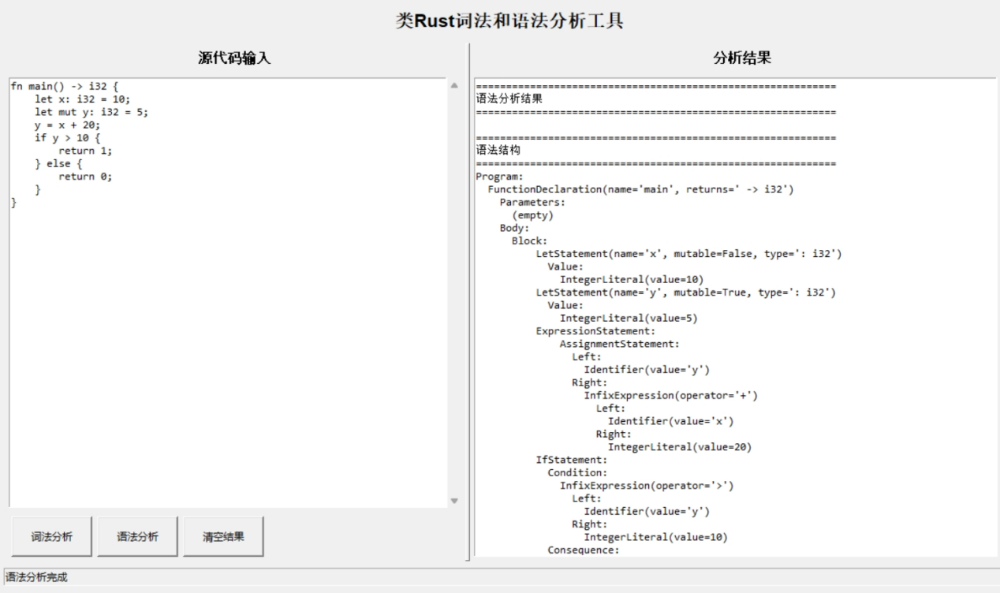 类Rust词法和语法分析工具
源代码输入
fn main() -> i32 {
    let x: i32 = 10;
    let mut y: i32 = 5;
    y = x + 20;
    if y > 10 {
        return 1;
    } else {
        return 0;
    }
}
词法分析
语法分析
清空结果
分析结果
============================================================
语法分析结果
============================================================
============================================================
语法结构
============================================================
Program:
  FunctionDeclaration(name='main', returns=' -> i32')
    Parameters:
      (empty)
    Body:
      Block:
          LetStatement(name='x', mutable=False, type=': i32')
            Value:
              IntegerLiteral(value=10)
          LetStatement(name='y', mutable=True, type=': i32')
            Value:
              IntegerLiteral(value=5)
          ExpressionStatement:
              AssignmentStatement:
                Left:
                  Identifier(value='y')
                Right:
                  InfixExpression(operator='+')
                    Left:
                      Identifier(value='x')
                    Right:
                      IntegerLiteral(value=20)
          IfStatement:
            Condition:
              InfixExpression(operator='>')
                Left:
                  Identifier(value='y')
                Right:
                  IntegerLiteral(value=10)
            Consequence:
语法分析完成